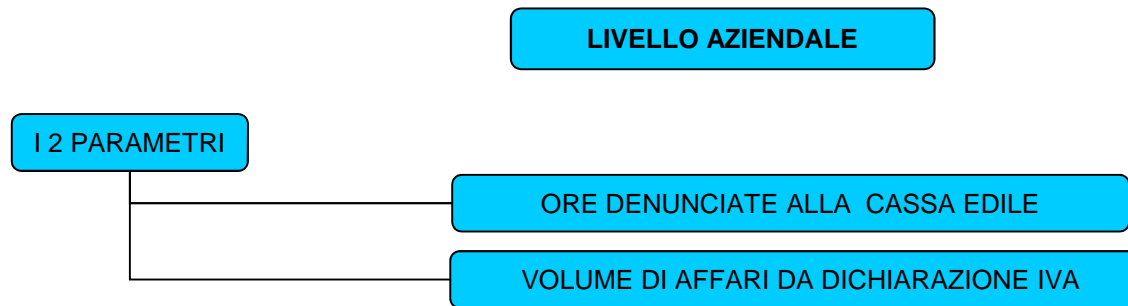 LIVELLO AZIENDALE
I 2 PARAMETRI
ORE DENUNCIATE ALLA CASSA EDILE
VOLUME DI AFFARI DA DICHIARAZIONE IVA